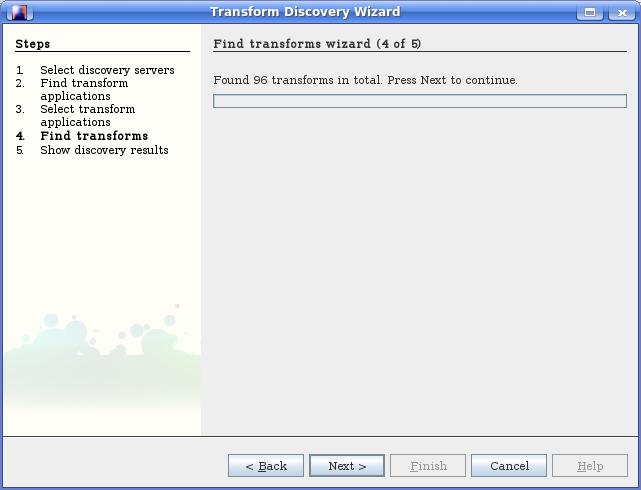 Transform Discovery Wizard
Steps
1. Select discovery servers
2. Find transform
applications
3. Select transform
applications
4. Find transforms
5. Show discovery results
Find transforms wizard (4 of 5)
Found 96 transforms in total. Press Next to continue.
< Back
Next >
Finish
Cancel
Help